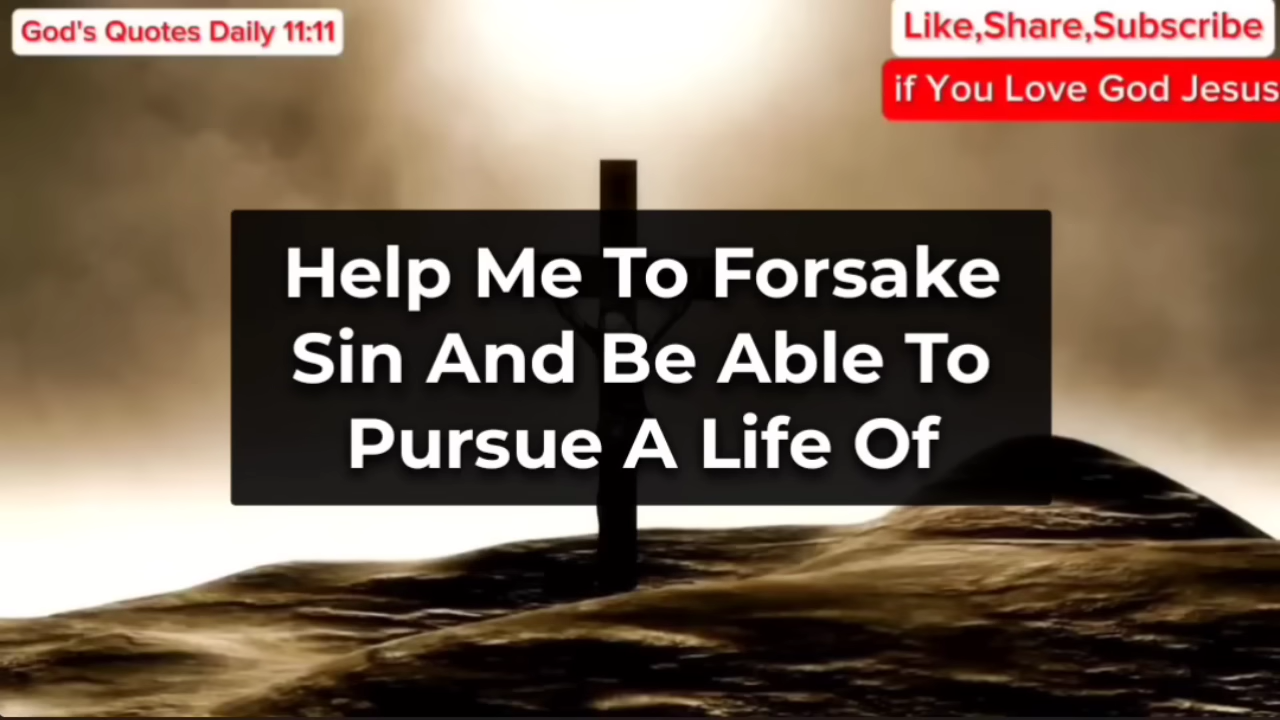 God's Quotes Daily 11:11
Like,Share,Subscribe
if You Love God Jesus
Help Me To Forsake
Sin And Be Able To
Pursue A Life Of